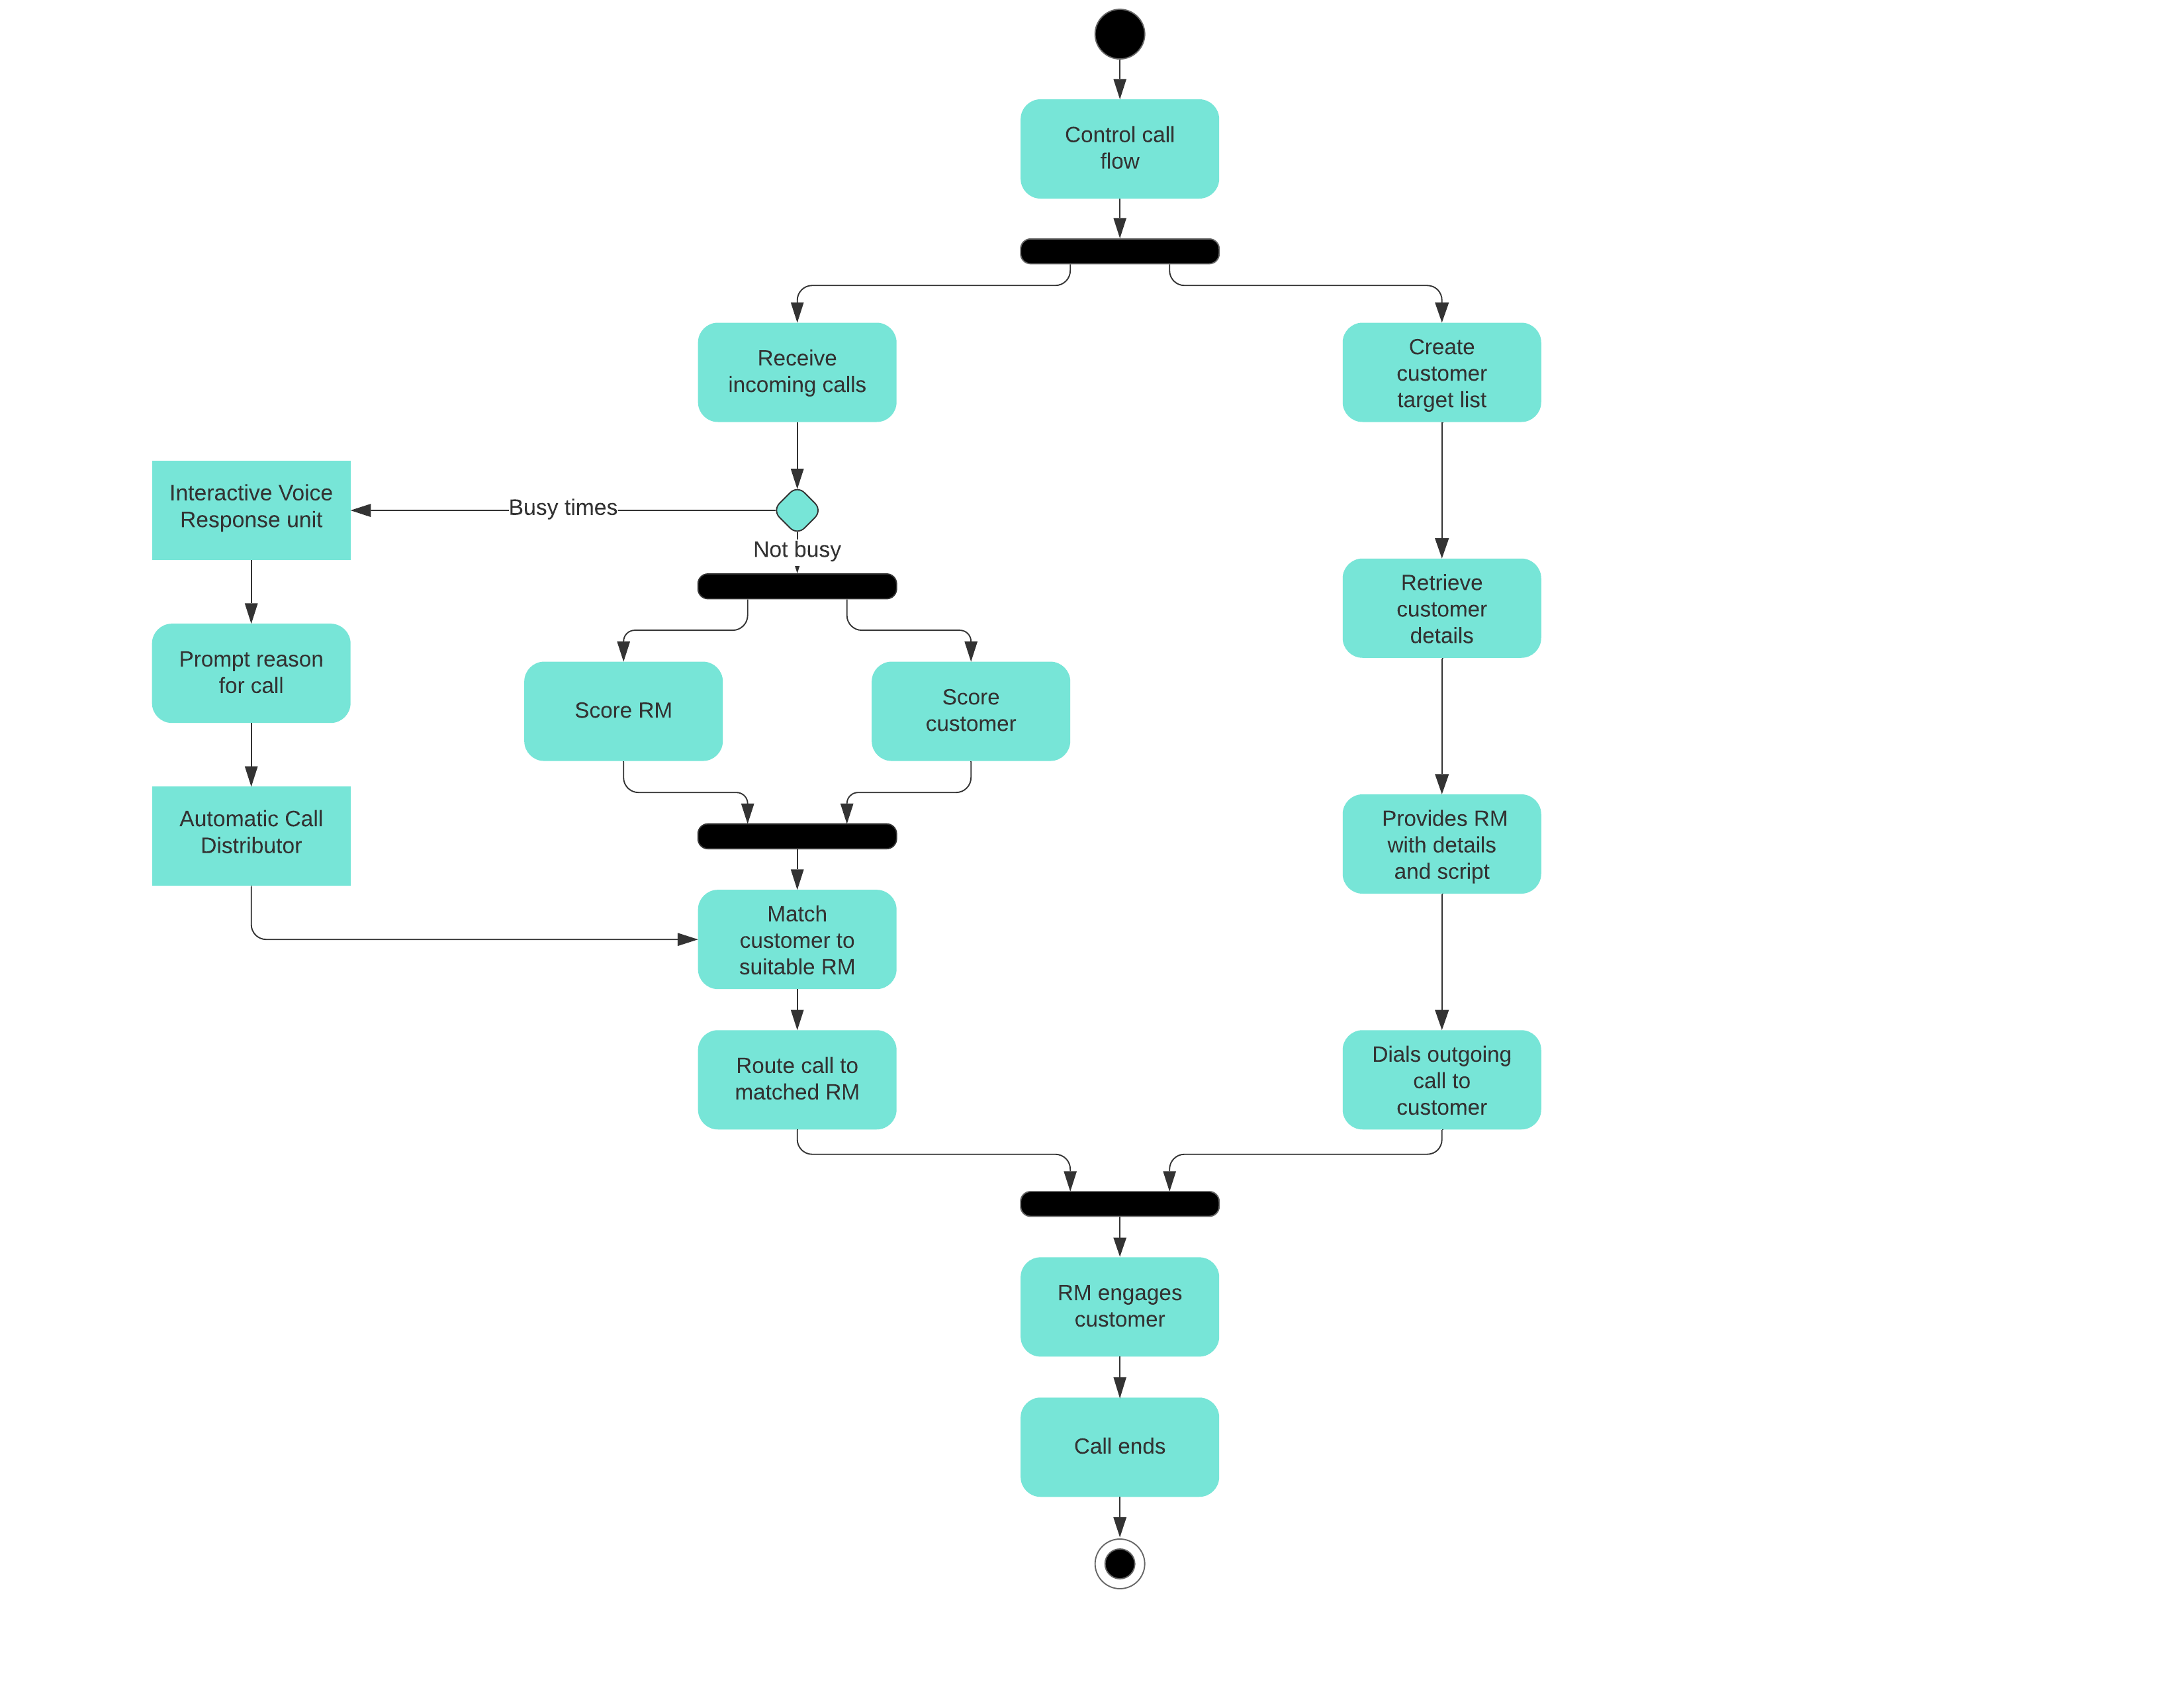 Control call
flow
Receive
incoming calls
Create
customer
target list
Interactive Voice
Response unit
Busy times
Not busy
Retrieve
customer
details
Prompt reason
for call
Score RM
Score
customer
Automatic Call
Distributor
Provides RM
with details
and script
Match
customer to
suitable RM
Route call to
matched RM
Dials outgoing
call to
customer
RM engages
customer
Call ends